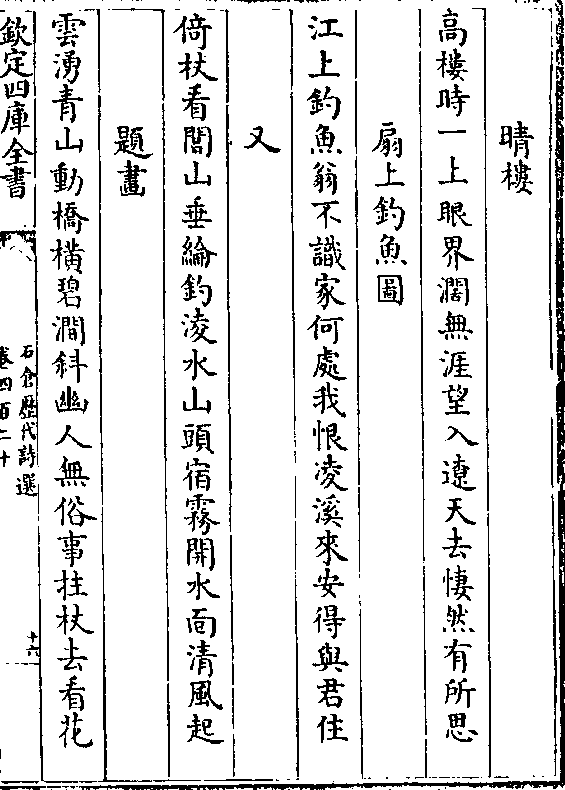 晴樓
高樓時一上眼界濶無涯望入遼天去悽然有所思
扇上釣魚圖
江上釣魚翁不識家何處我恨凌溪來安得與君住
又
倚杖看閭山垂綸釣淩水山頭宿霧開水面清風起
題畫
雲湧青山動橋橫碧澗斜幽人無俗事拄杖去看花
欽定四庫全書
石倉歷代詩選
卷四百二十
十六